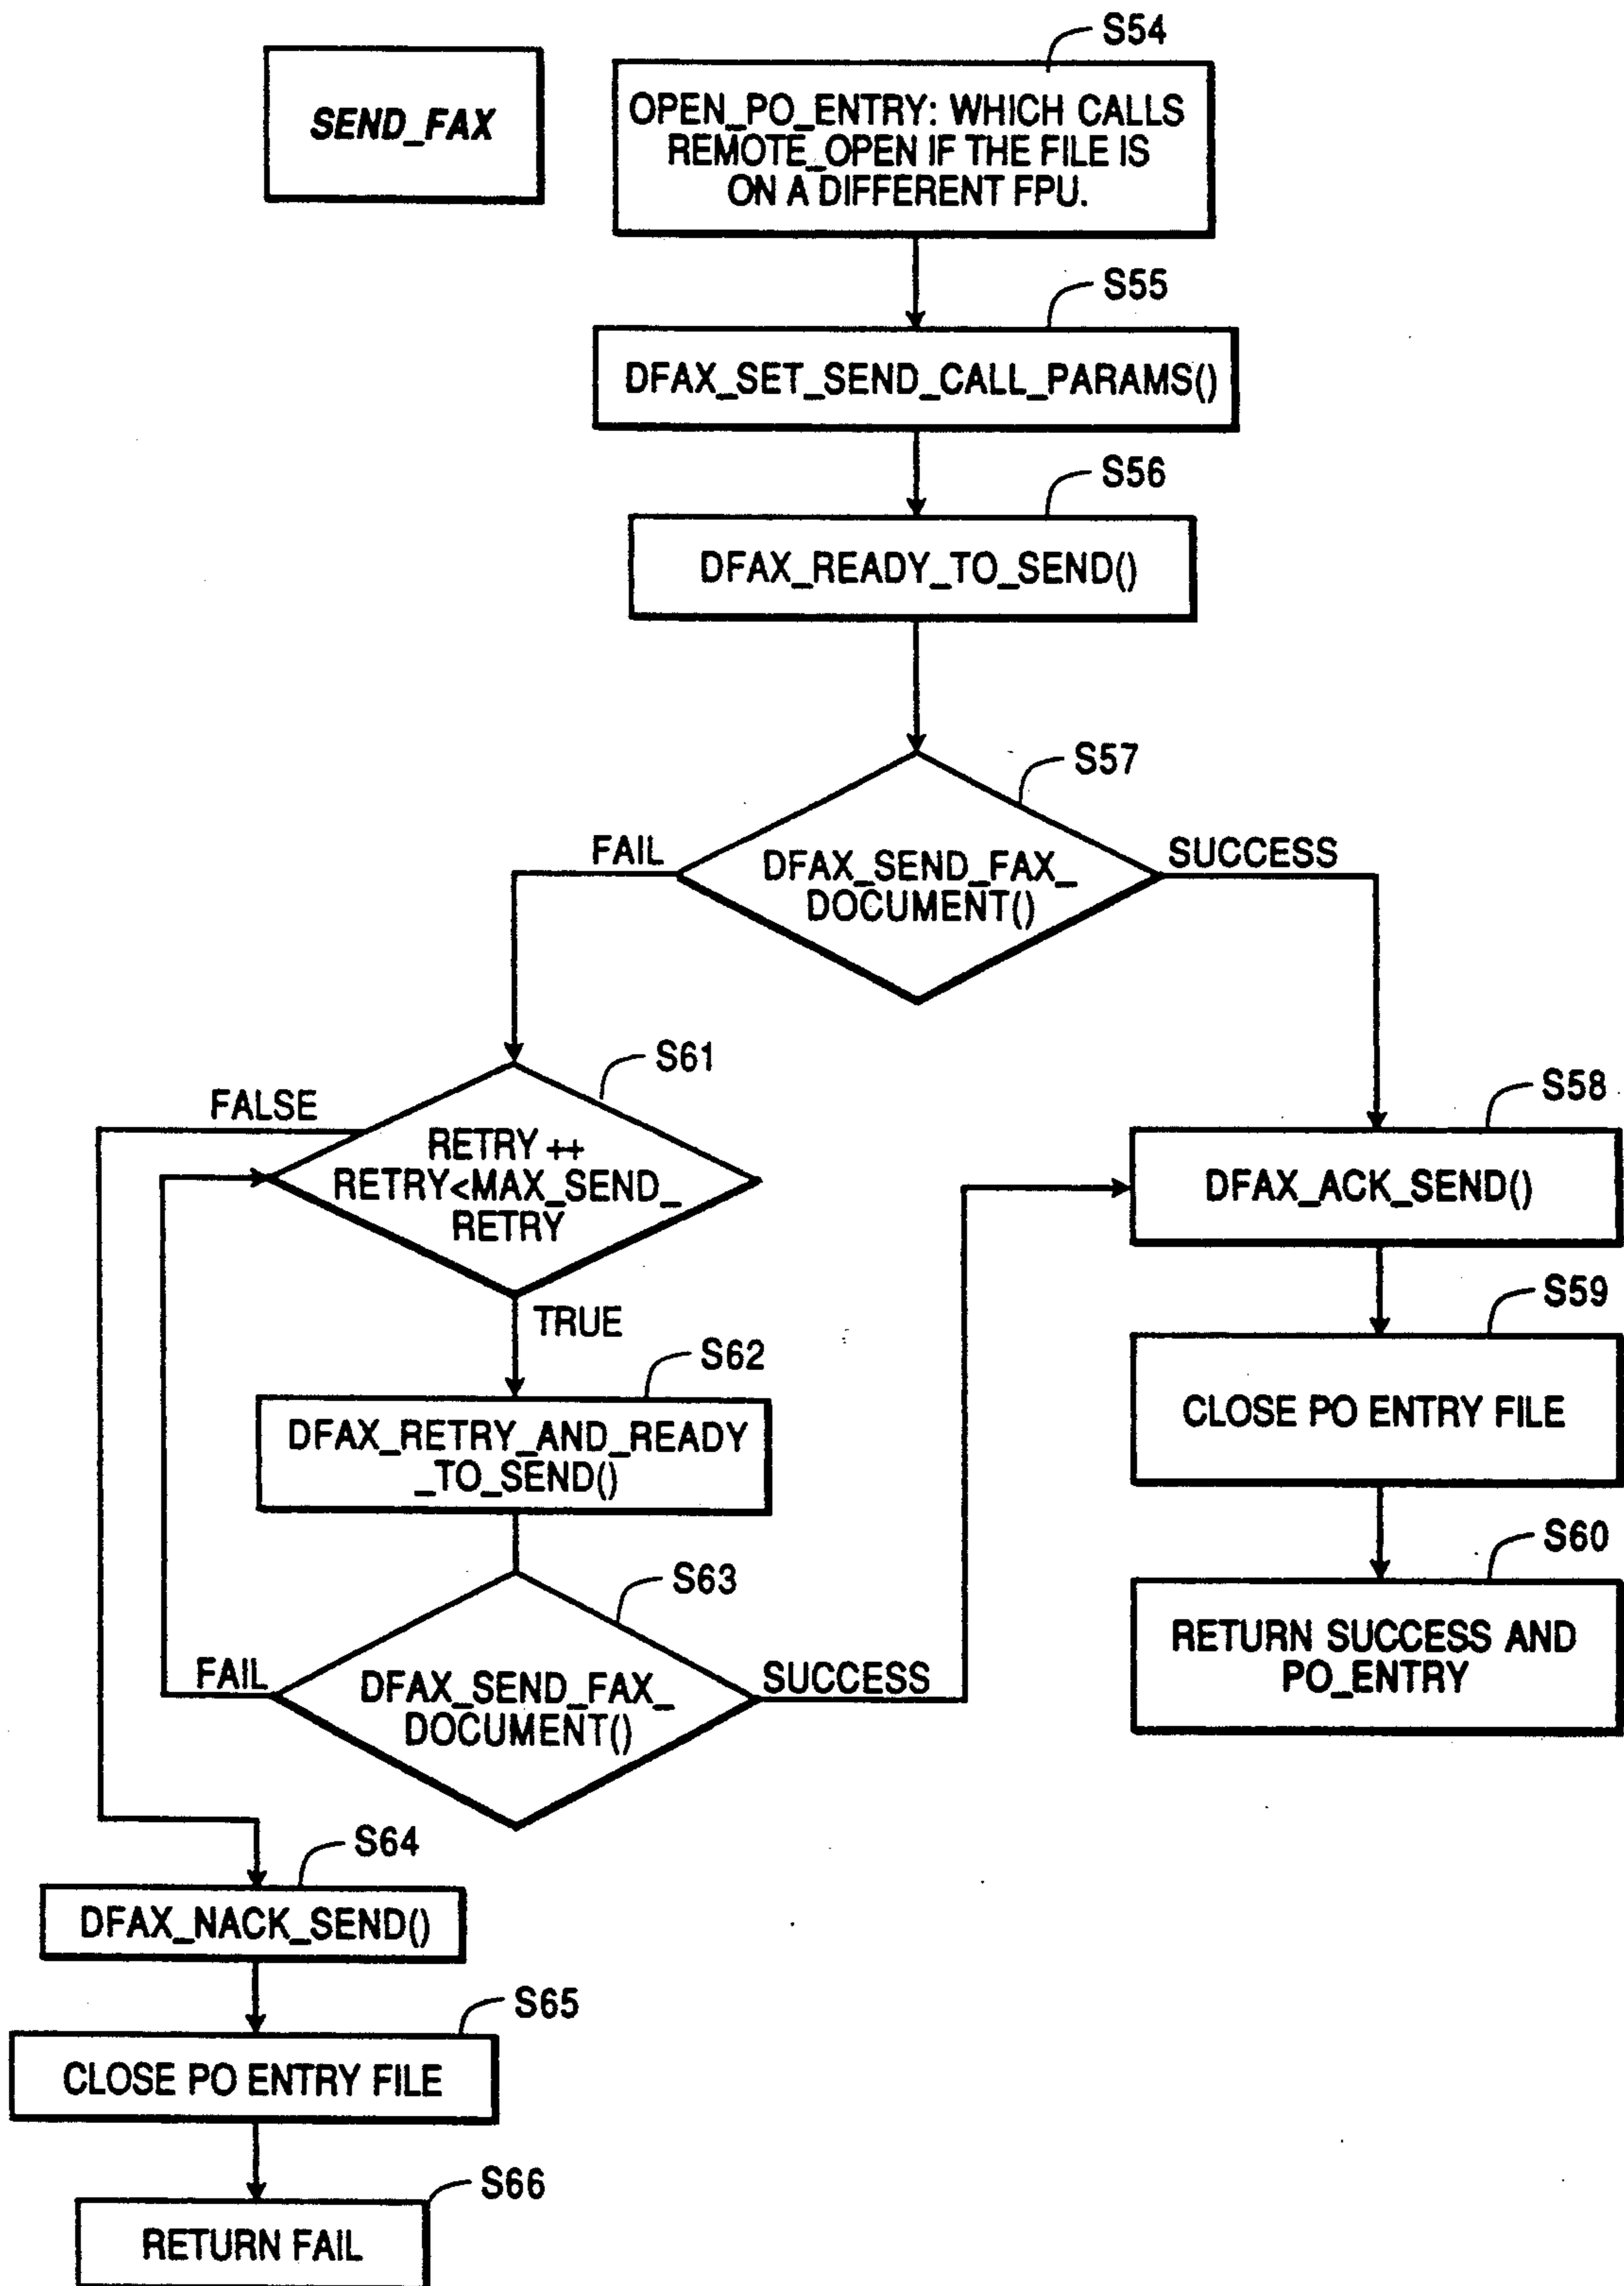 SEND_FAX
S54
OPEN_PO_ENTRY: WHICH CALLS
REMOTE_OPEN IF THE FILE IS
ON A DIFFERENT FPU.
S55
DFAX_SET_SEND_CALL_PARAMS()
S56
DFAX_READY_TO_SEND()
S57
FAIL
DFAX_SEND_FAX_
DOCUMENT()
SUCCESS
S61
FALSE
RETRY ++
RETRY<MAX_SEND_
RETRY
TRUE
S58
DFAX_ACK_SEND()
S59
CLOSE PO ENTRY FILE
S60
RETURN SUCCESS AND
PO_ENTRY
S62
DFAX_RETRY_AND_READY
_TO_SEND()
S63
FAIL
DFAX_SEND_FAX_
DOCUMENT()
SUCCESS
S64
DFAX_NACK_SEND()
S65
CLOSE PO ENTRY FILE
S66
RETURN FAIL